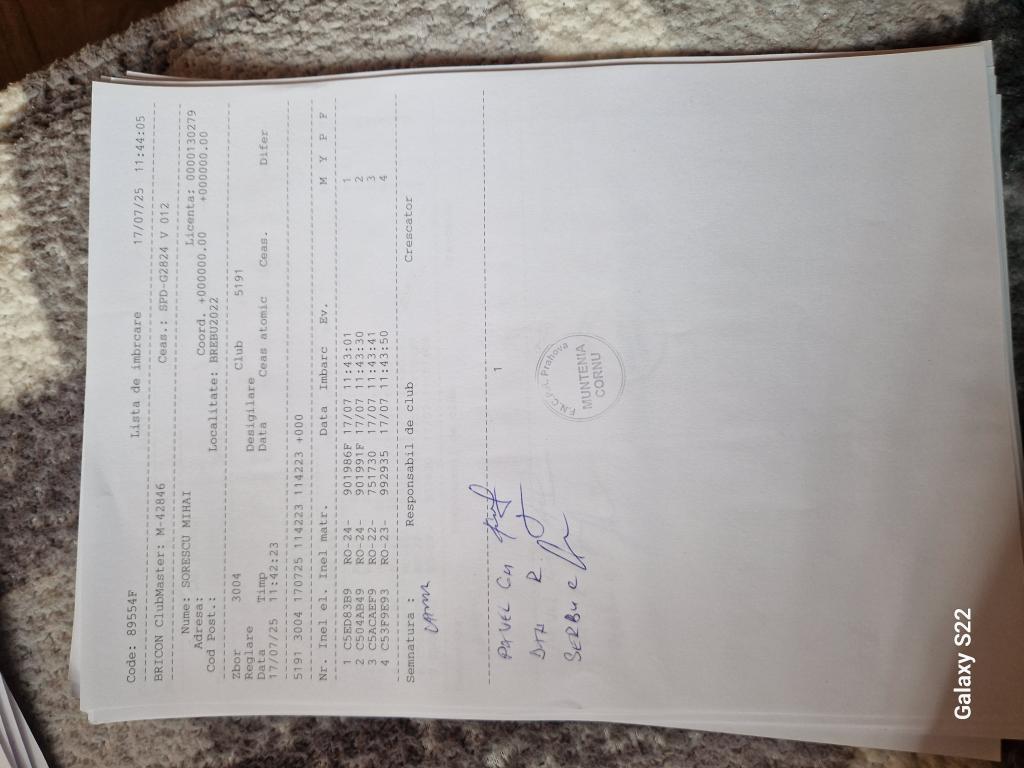 Code: 89554F Lista de imbrcare 17/07/25 11:44:05
BRICON ClubMaster: M-42846 Ceas.: SPD-G2824 V 012
Nume: SORESCU MIHAI Licenta: 0000130279
Adresa: Coord. +000000.00 +000000.00
Cod Post.: Localitate: BREBU2022
Zbor 3004 Club 5191
Reglare Desigilare
Data Timp Data Ceas atomic Ceas. Difer
17/07/25 11:42:23
5191 3004 170725 114223 114223 +000
Nr. Inel el. Inel matr. Data Imbarc Ev. M Y P F
1 C5ED83B9 RO-24- 901986F 17/07 11:43:01 1
2 C504AB49 RO-24- 901991F 17/07 11:43:30 2
3 C5ACAEF9 RO-22- 751730 17/07 11:43:41 3
4 C53F9E93 RO-23- 992935 17/07 11:43:50 4
Semnatura : Responsabil de club Crescator
1
PAVEL GH
R
SERBU C
F.N.C.P.R. Prahova
MUNTENIA
CORNU
Galaxy S22